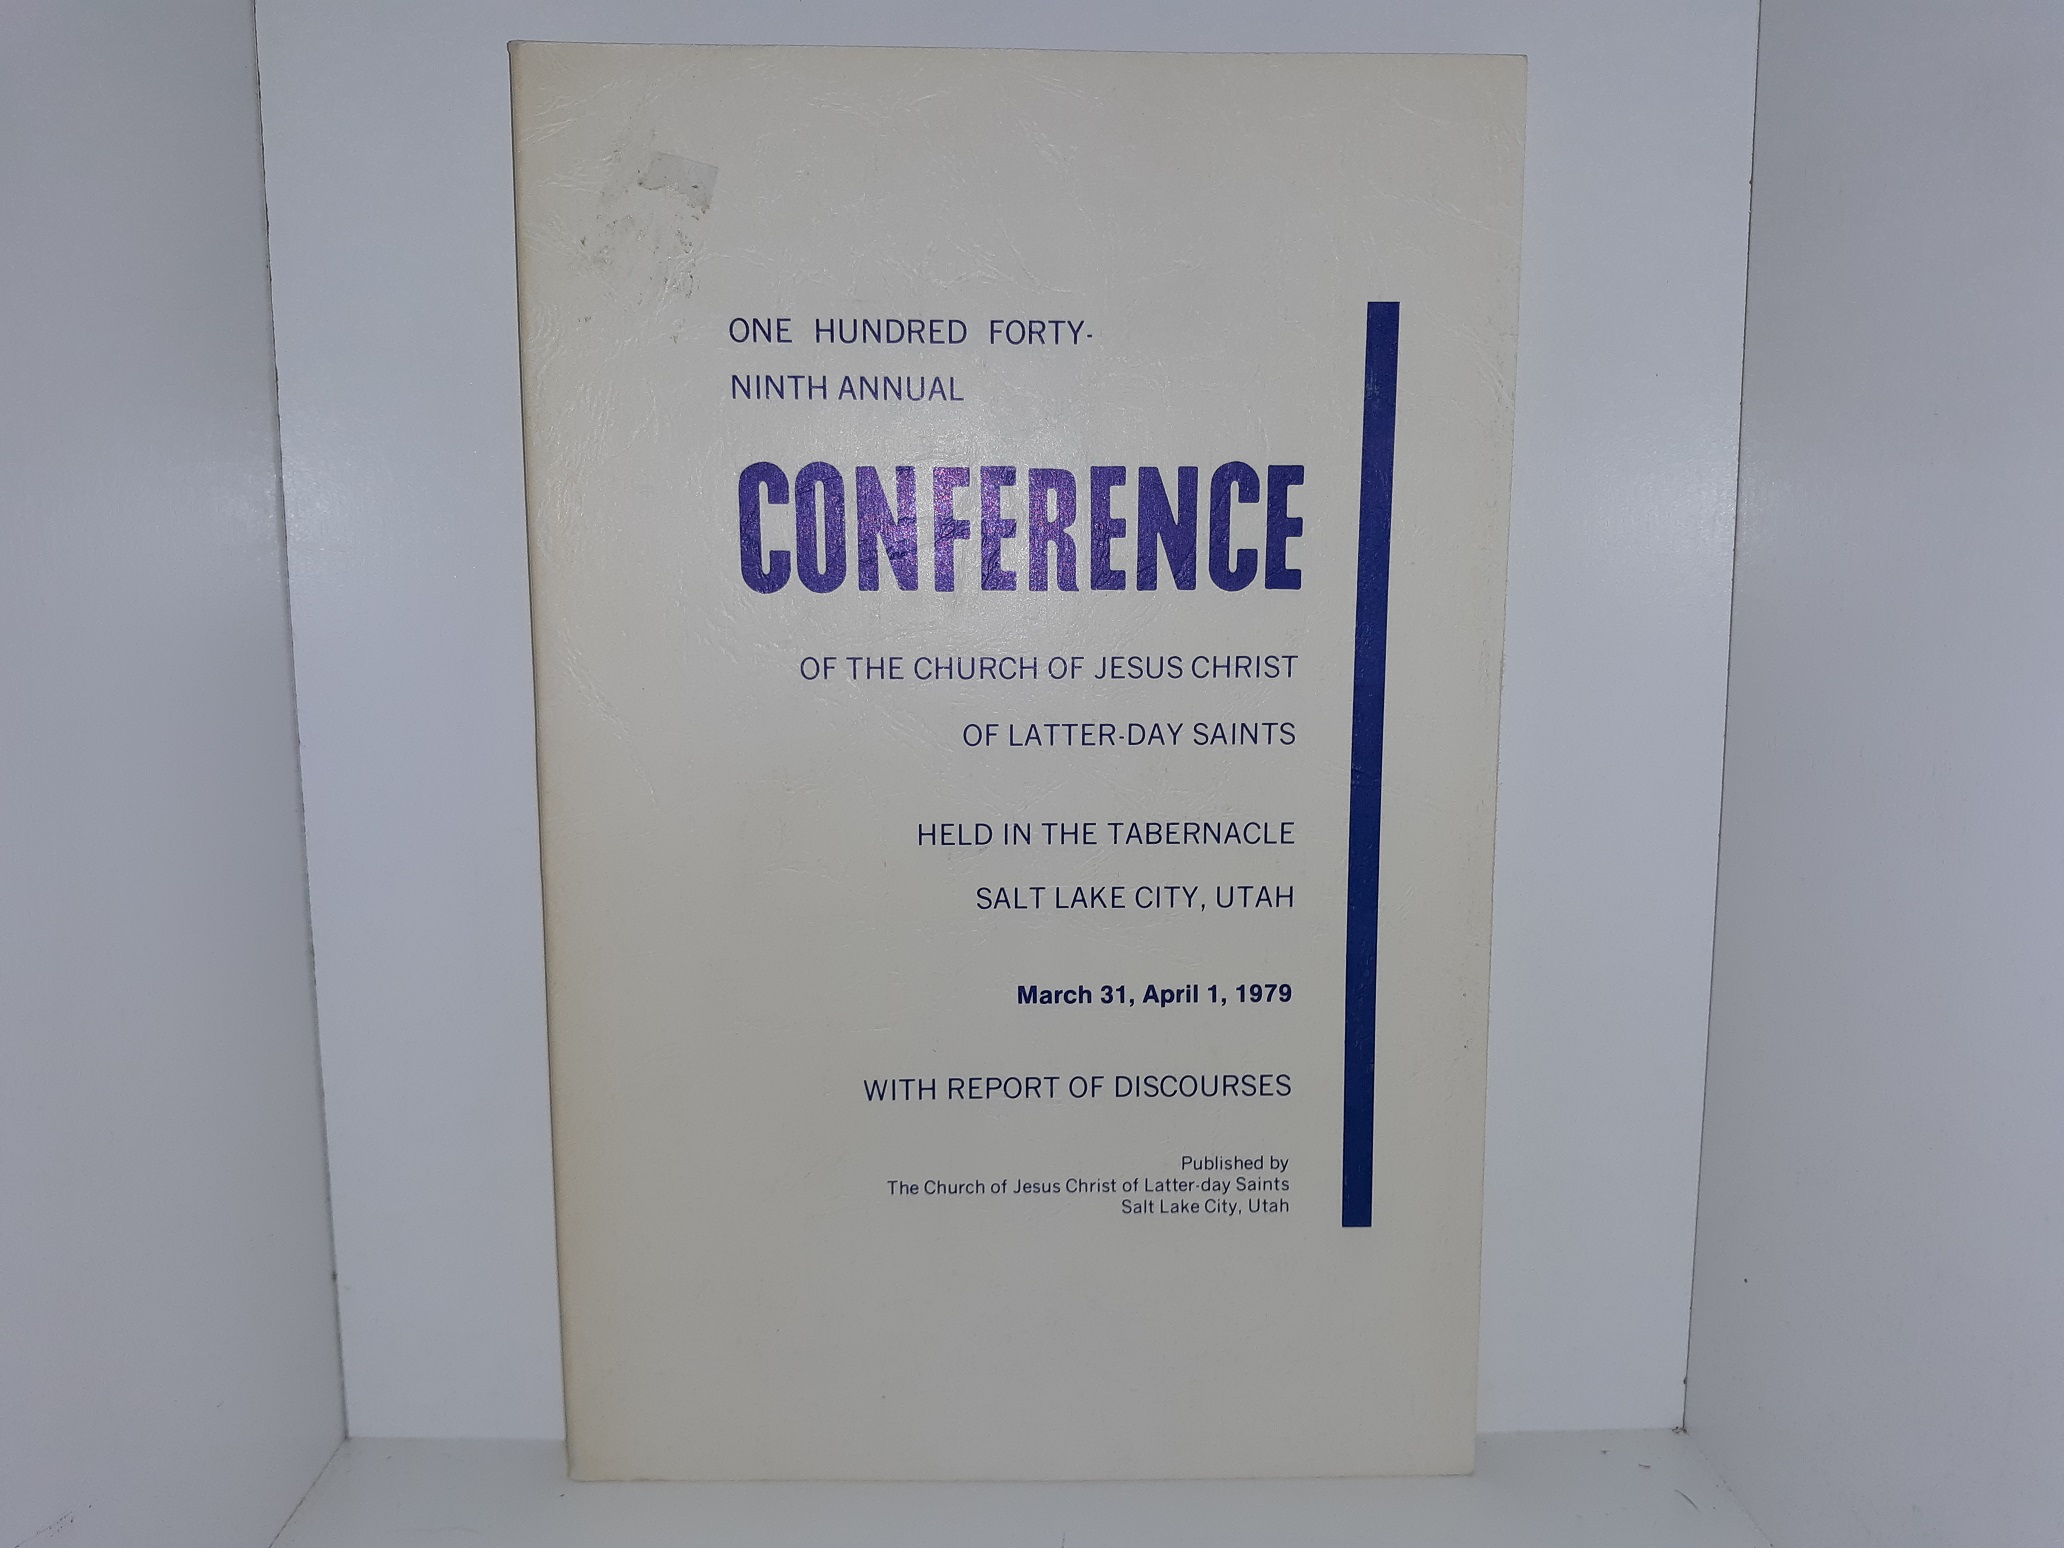 ONE HUNDRED FORTY-
NINTH ANNUAL
CONFERENCE
OF THE CHURCH OF JESUS CHRIST
OF LATTER-DAY SAINTS
HELD IN THE TABERNACLE
SALT LAKE CITY, UTAH
March 31, April 1, 1979
WITH REPORT OF DISCOURSES
Published by
The Church of Jesus Christ of Latter-day Saints
Salt Lake City, Utah